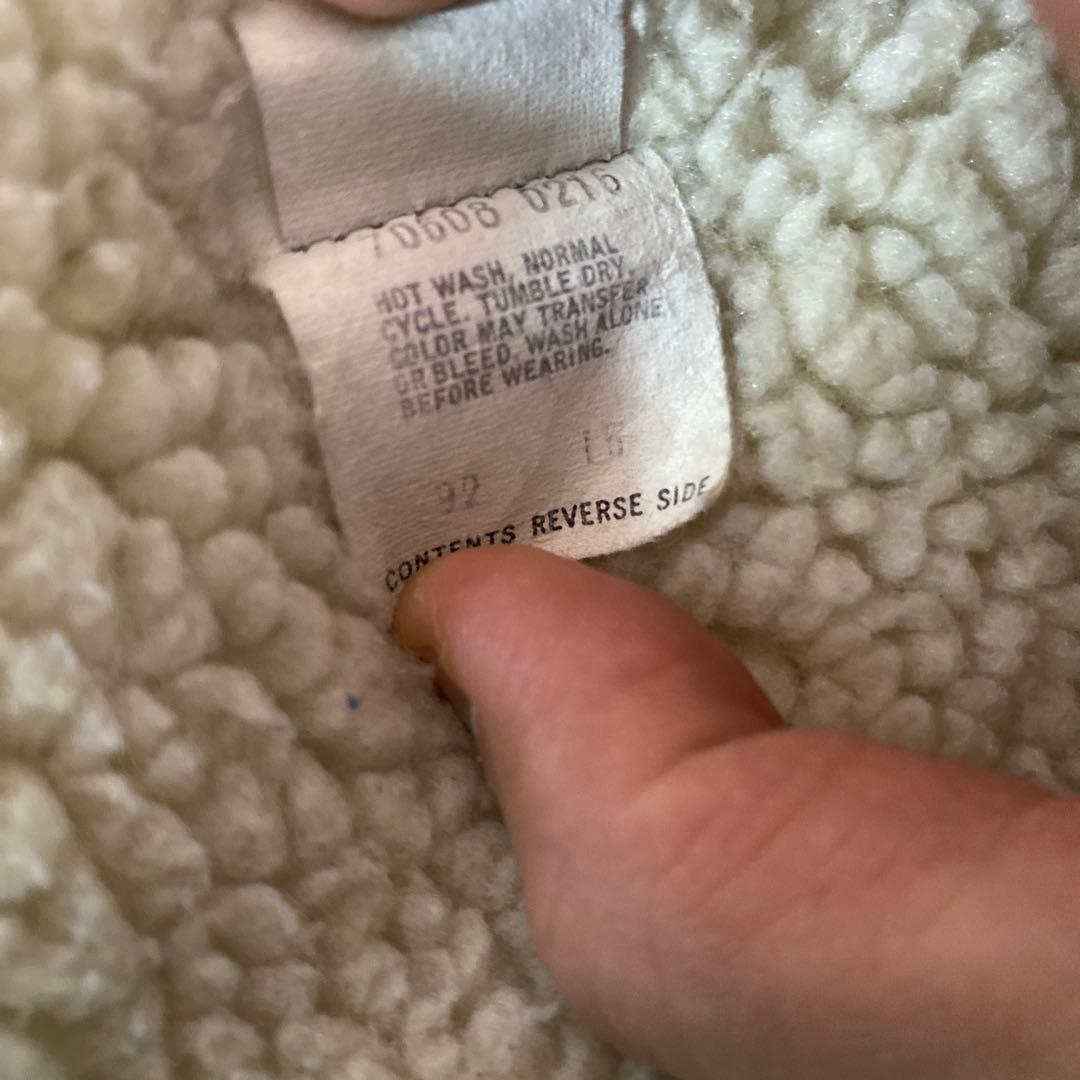 70608 0216
HOT WASH, NORMAL
CYCLE. TUMBLE DRY.
COLOR MAY TRANSFER
OR BLEED, WASH ALONE
BEFORE WEARING.
92
CONTENTS REVERSE SIDE